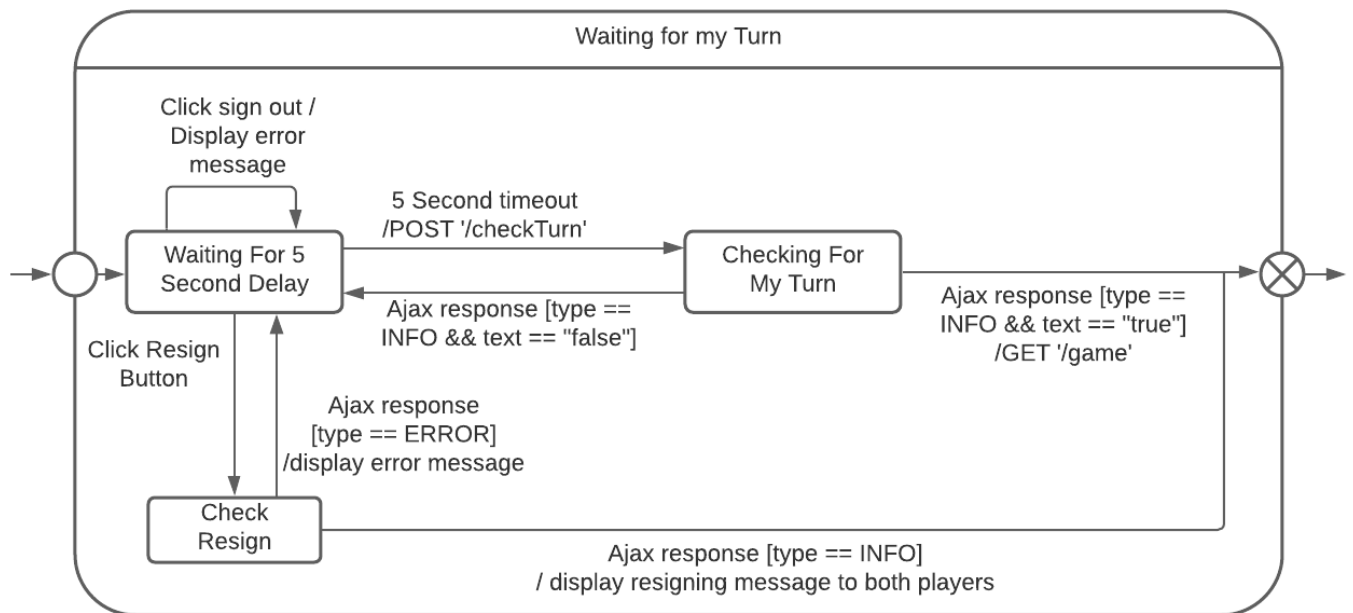 Waiting for my Turn
Click sign out /
Display error
message
5 Second timeout
/POST '/checkTurn'
Waiting For 5
Second Delay
Checking For
My Turn
Ajax response [type ==
INFO && text == "false"]
Ajax response [type ==
INFO && text == "true"]
/GET '/game'
Click Resign
Button
Ajax response
[type == ERROR]
/display error message
Check
Resign
Ajax response [type == INFO]
/ display resigning message to both players